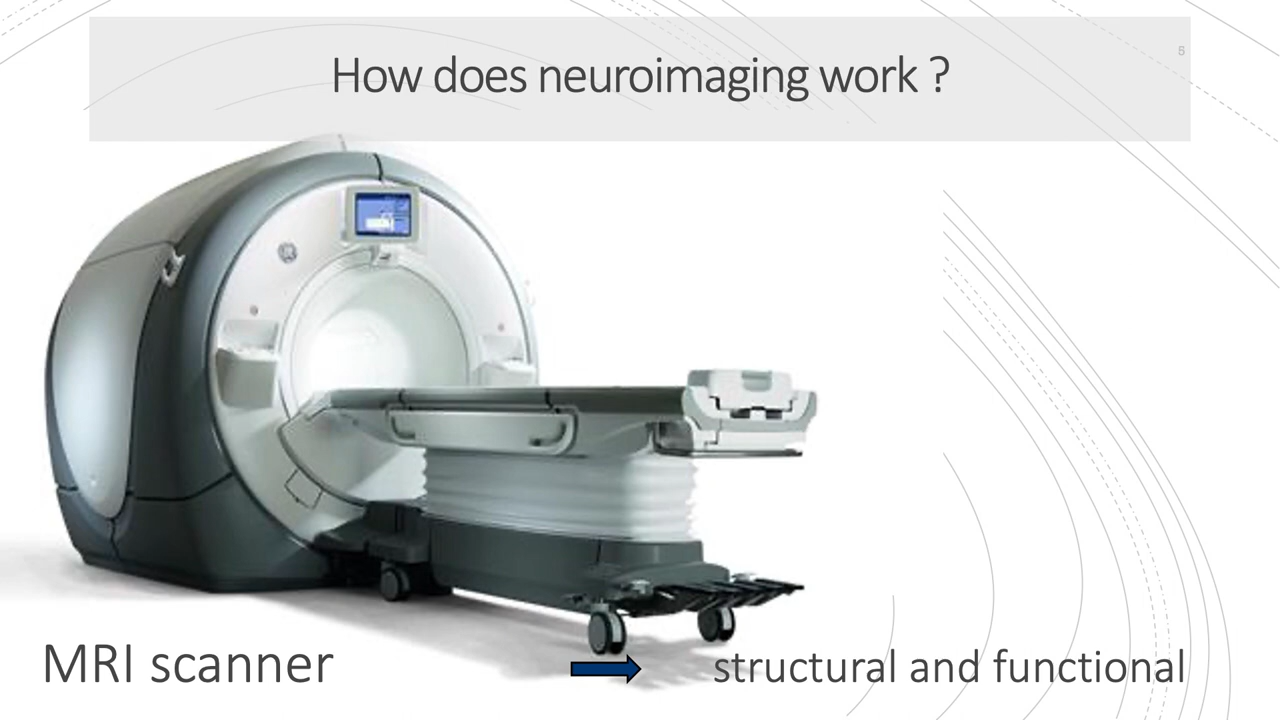 How does neuroimaging work ?
5
MRI scanner
structural and functional